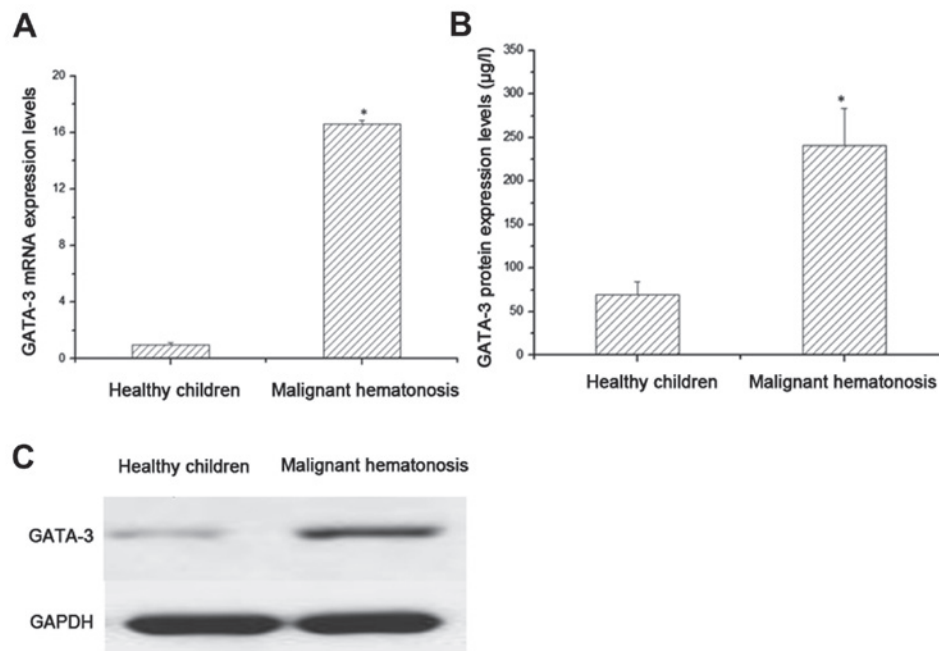 A
GATA-3 mRNA expression levels
20
16
12
8
4
0
*
Healthy children
Malignant hematonosis
B
GATA-3 protein expression levels (µg/l)
350
300
250
200
150
100
50
0
*
Healthy children
Malignant hematonosis
C
Healthy children
Malignant hematonosis
GATA-3
GAPDH